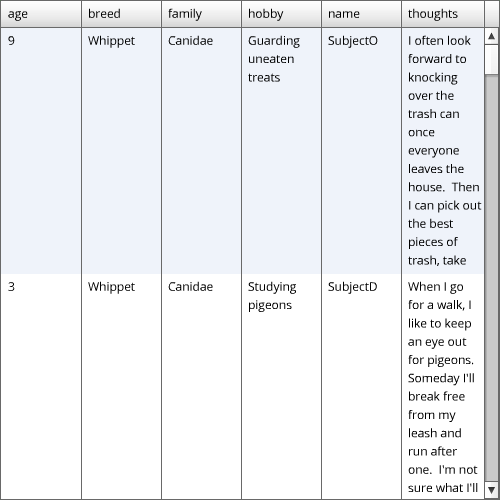 age breed family hobby name thoughts
9 Whippet Canidae Guarding uneaten treats SubjectO I often look
forward to
knocking
over the
trash can
once
everyone
leaves the
house.  Then
I can pick out
the best
pieces of
trash, take
3 Whippet Canidae Studying pigeons SubjectD When I go
for a walk, I
like to keep
an eye out
for pigeons.
Someday I'll
break free
from my
leash and
run after
one.  I'm not
sure what I'll